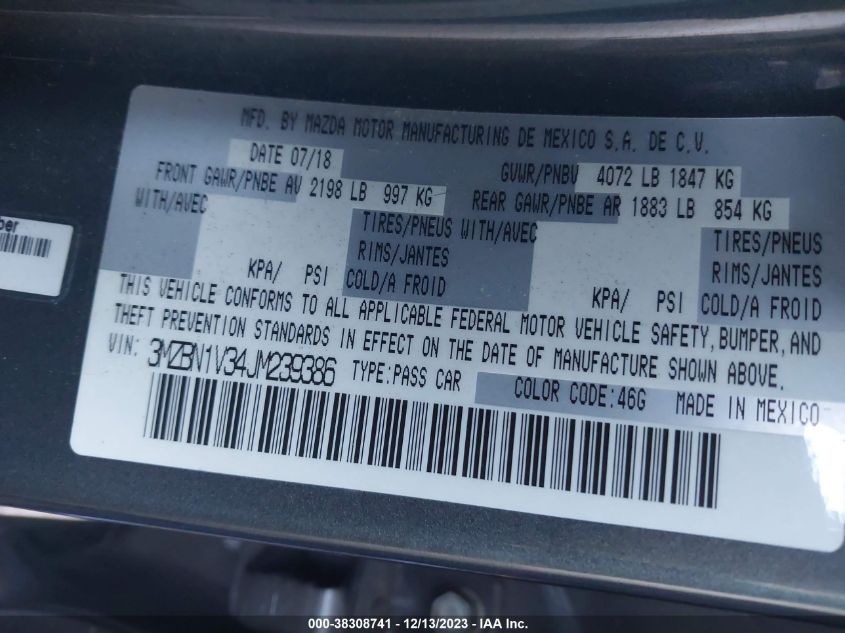 ber
MFD. BY MAZDA MOTOR MANUFACTURING DE MEXICO S.A. DE C.V.
DATE 07/18 GVWR/PNBV 4072 LB 1847 KG
FRONT GAWR/PNBE AV 2198 LB 997 KG REAR GAWR/PNBE AR 1883 LB 854 KG
WITH/AVEC TIRES/PNEUS WITH/AVEC TIRES/PNEUS
RIMS/JANTES RIMS/JANTES
KPA/ PSI COLD/A FROID KPA/ PSI COLD/A FROID
THIS VEHICLE CONFORMS TO ALL APPLICABLE FEDERAL MOTOR VEHICLE SAFETY, BUMPER, AND
THEFT PREVENTION STANDARDS IN EFFECT ON THE DATE OF MANUFACTURE SHOWN ABOVE.
VIN: 3MZBN1V34JM239386 TYPE:PASS CAR COLOR CODE:46G MADE IN MEXICO
000-38308741 - 12/13/2023 - IAA Inc.